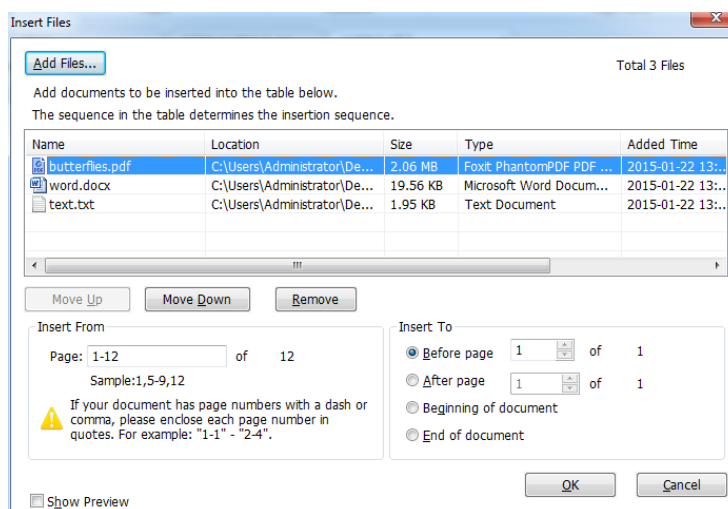 Insert Files
Add Files... Total 3 Files
Add documents to be inserted into the table below.
The sequence in the table determines the insertion sequence.
Name Location Size Type Added Time
butterflies.pdf C:\Users\Administrator\De... 2.06 MB Foxit PhantomPDF PDF ... 2015-01-22 13:...
word.docx C:\Users\Administrator\De... 19.56 KB Microsoft Word Docum... 2015-01-22 13:...
text.txt C:\Users\Administrator\De... 1.95 KB Text Document 2015-01-22 13:...
Move Up Move Down Remove
Insert From
Page: 1-12 of 12
Sample:1,5-9,12
If your document has page numbers with a dash or
comma, please enclose each page number in
quotes. For example: "1-1" - "2-4".
Insert To
Before page 1 of 1
After page 1 of 1
Beginning of document
End of document
OK Cancel
Show Preview